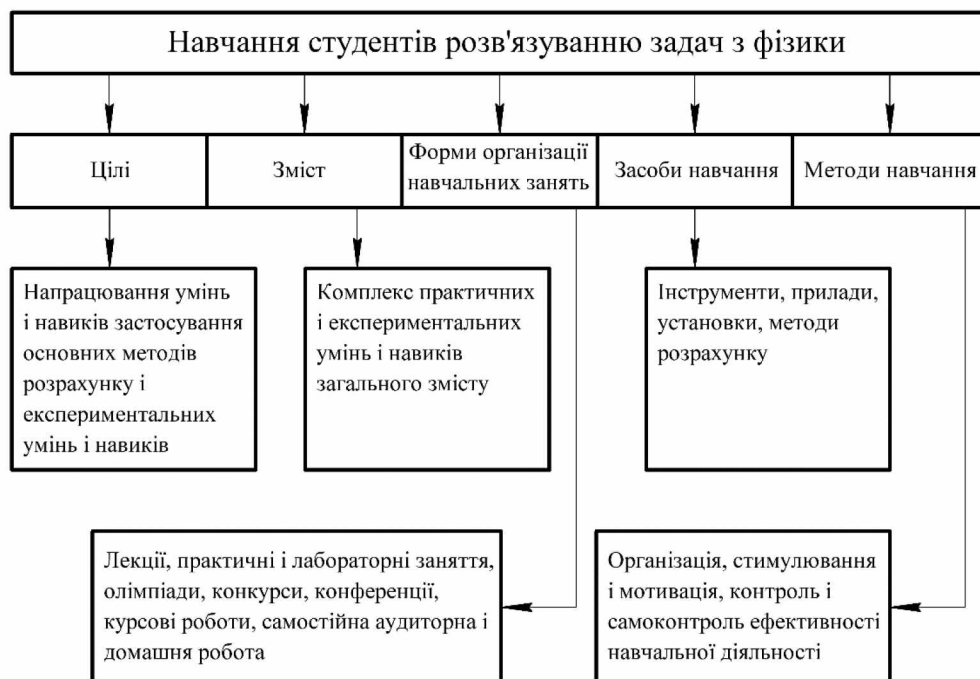 Навчання студентів розв'язуванню задач з фізики
Цілі
Зміст
Форми організації
навчальних занять
Засоби навчання
Методи навчання
Напрацювання умінь
і навиків застосування
основних методів
розрахунку і
експериментальних
умінь і навиків
Комплекс практичних
і експериментальних
умінь і навиків
загального змісту
Інструменти, прилади,
установки, методи
розрахунку
Лекції, практичні і лабораторні заняття,
олімпіади, конкурси, конференції,
курсові роботи, самостійна аудиторна і
домашня робота
Організація, стимулювання
і мотивація, контроль і
самоконтроль ефективності
навчальної діяльності